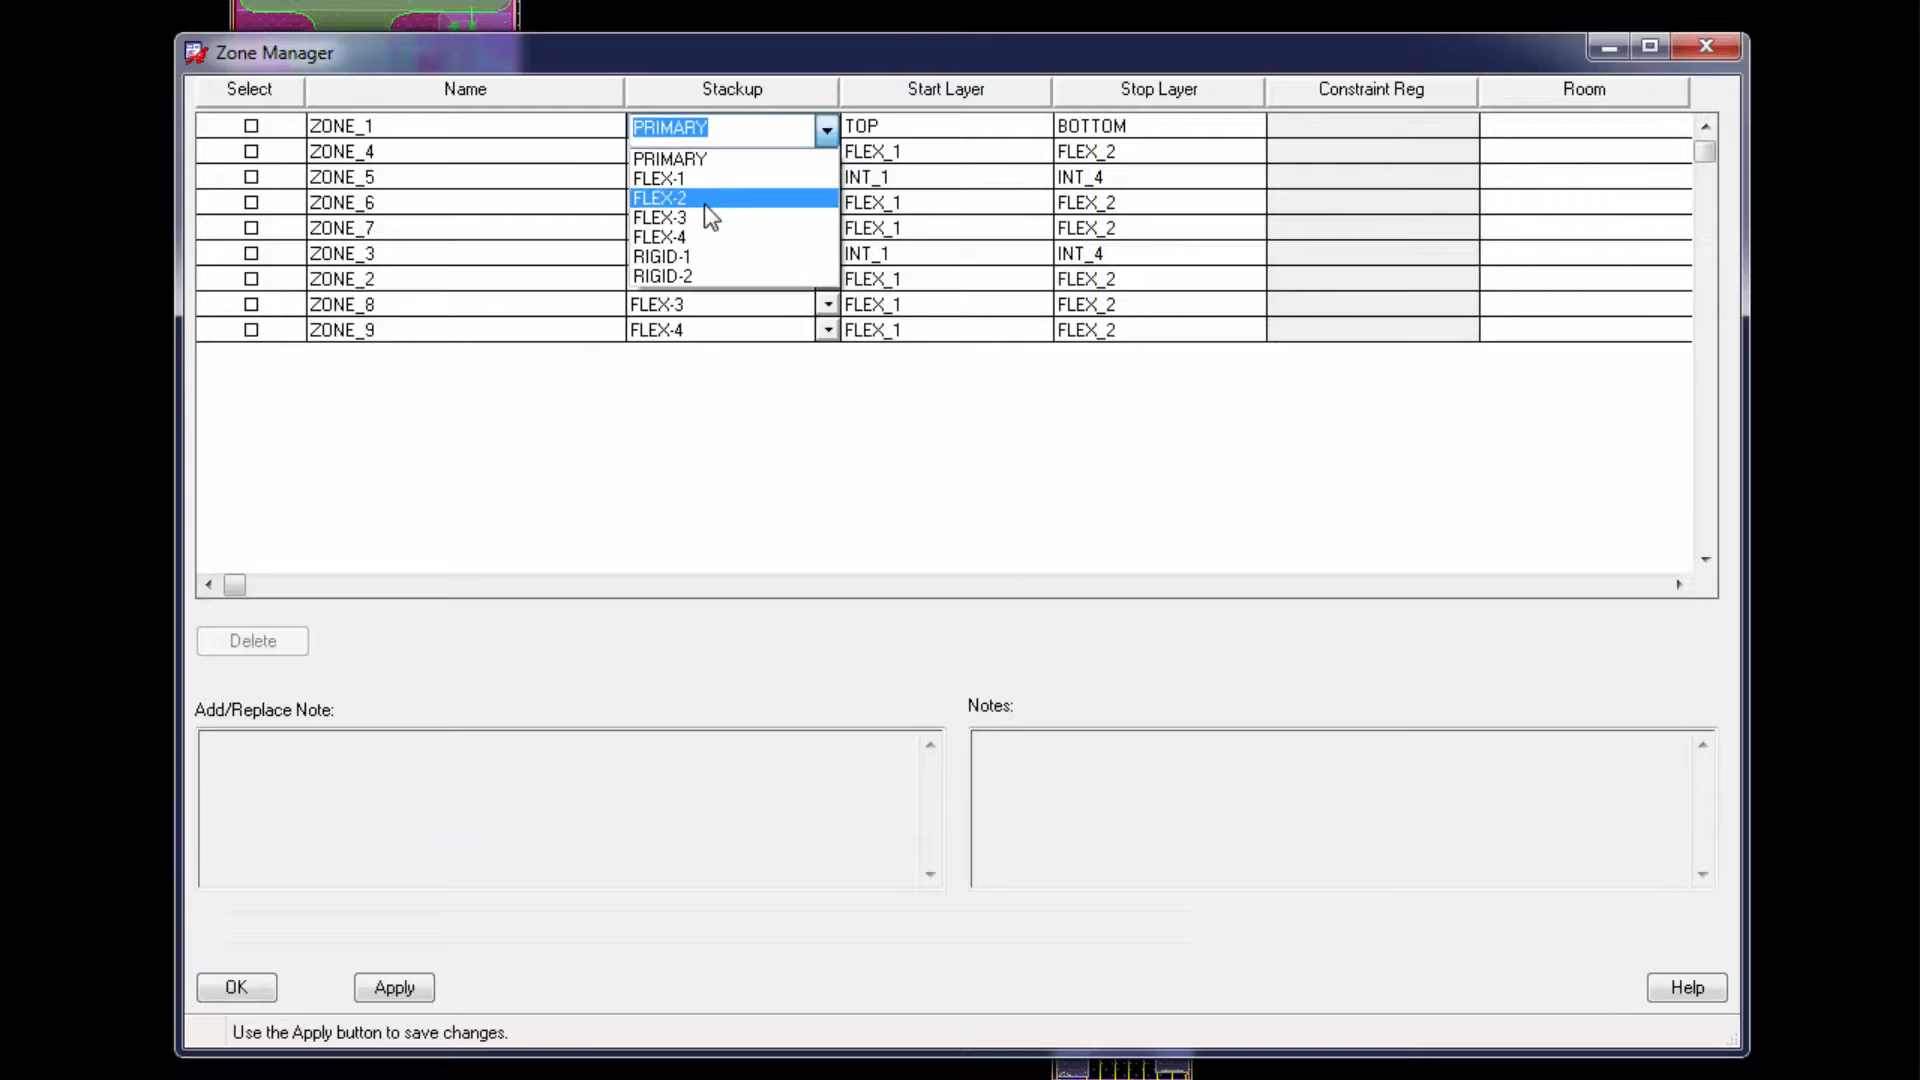 Zone Manager
Select Name Stackup Start Layer Stop Layer Constraint Reg Room
ZONE_1 PRIMARY TOP BOTTOM
ZONE_4 PRIMARY FLEX_1 FLEX_2
ZONE_5 FLEX-1 INT_1 INT_4
ZONE_6 FLEX-2 FLEX_1 FLEX_2
ZONE_7 FLEX-3 FLEX_1 FLEX_2
ZONE_3 FLEX-4 INT_1 INT_4
RIGID-1
ZONE_2 RIGID-2 FLEX_1 FLEX_2
ZONE_8 FLEX-3 FLEX_1 FLEX_2
ZONE_9 FLEX-4 FLEX_1 FLEX_2
Delete
Add/Replace Note: Notes:
OK Apply Help
Use the Apply button to save changes.